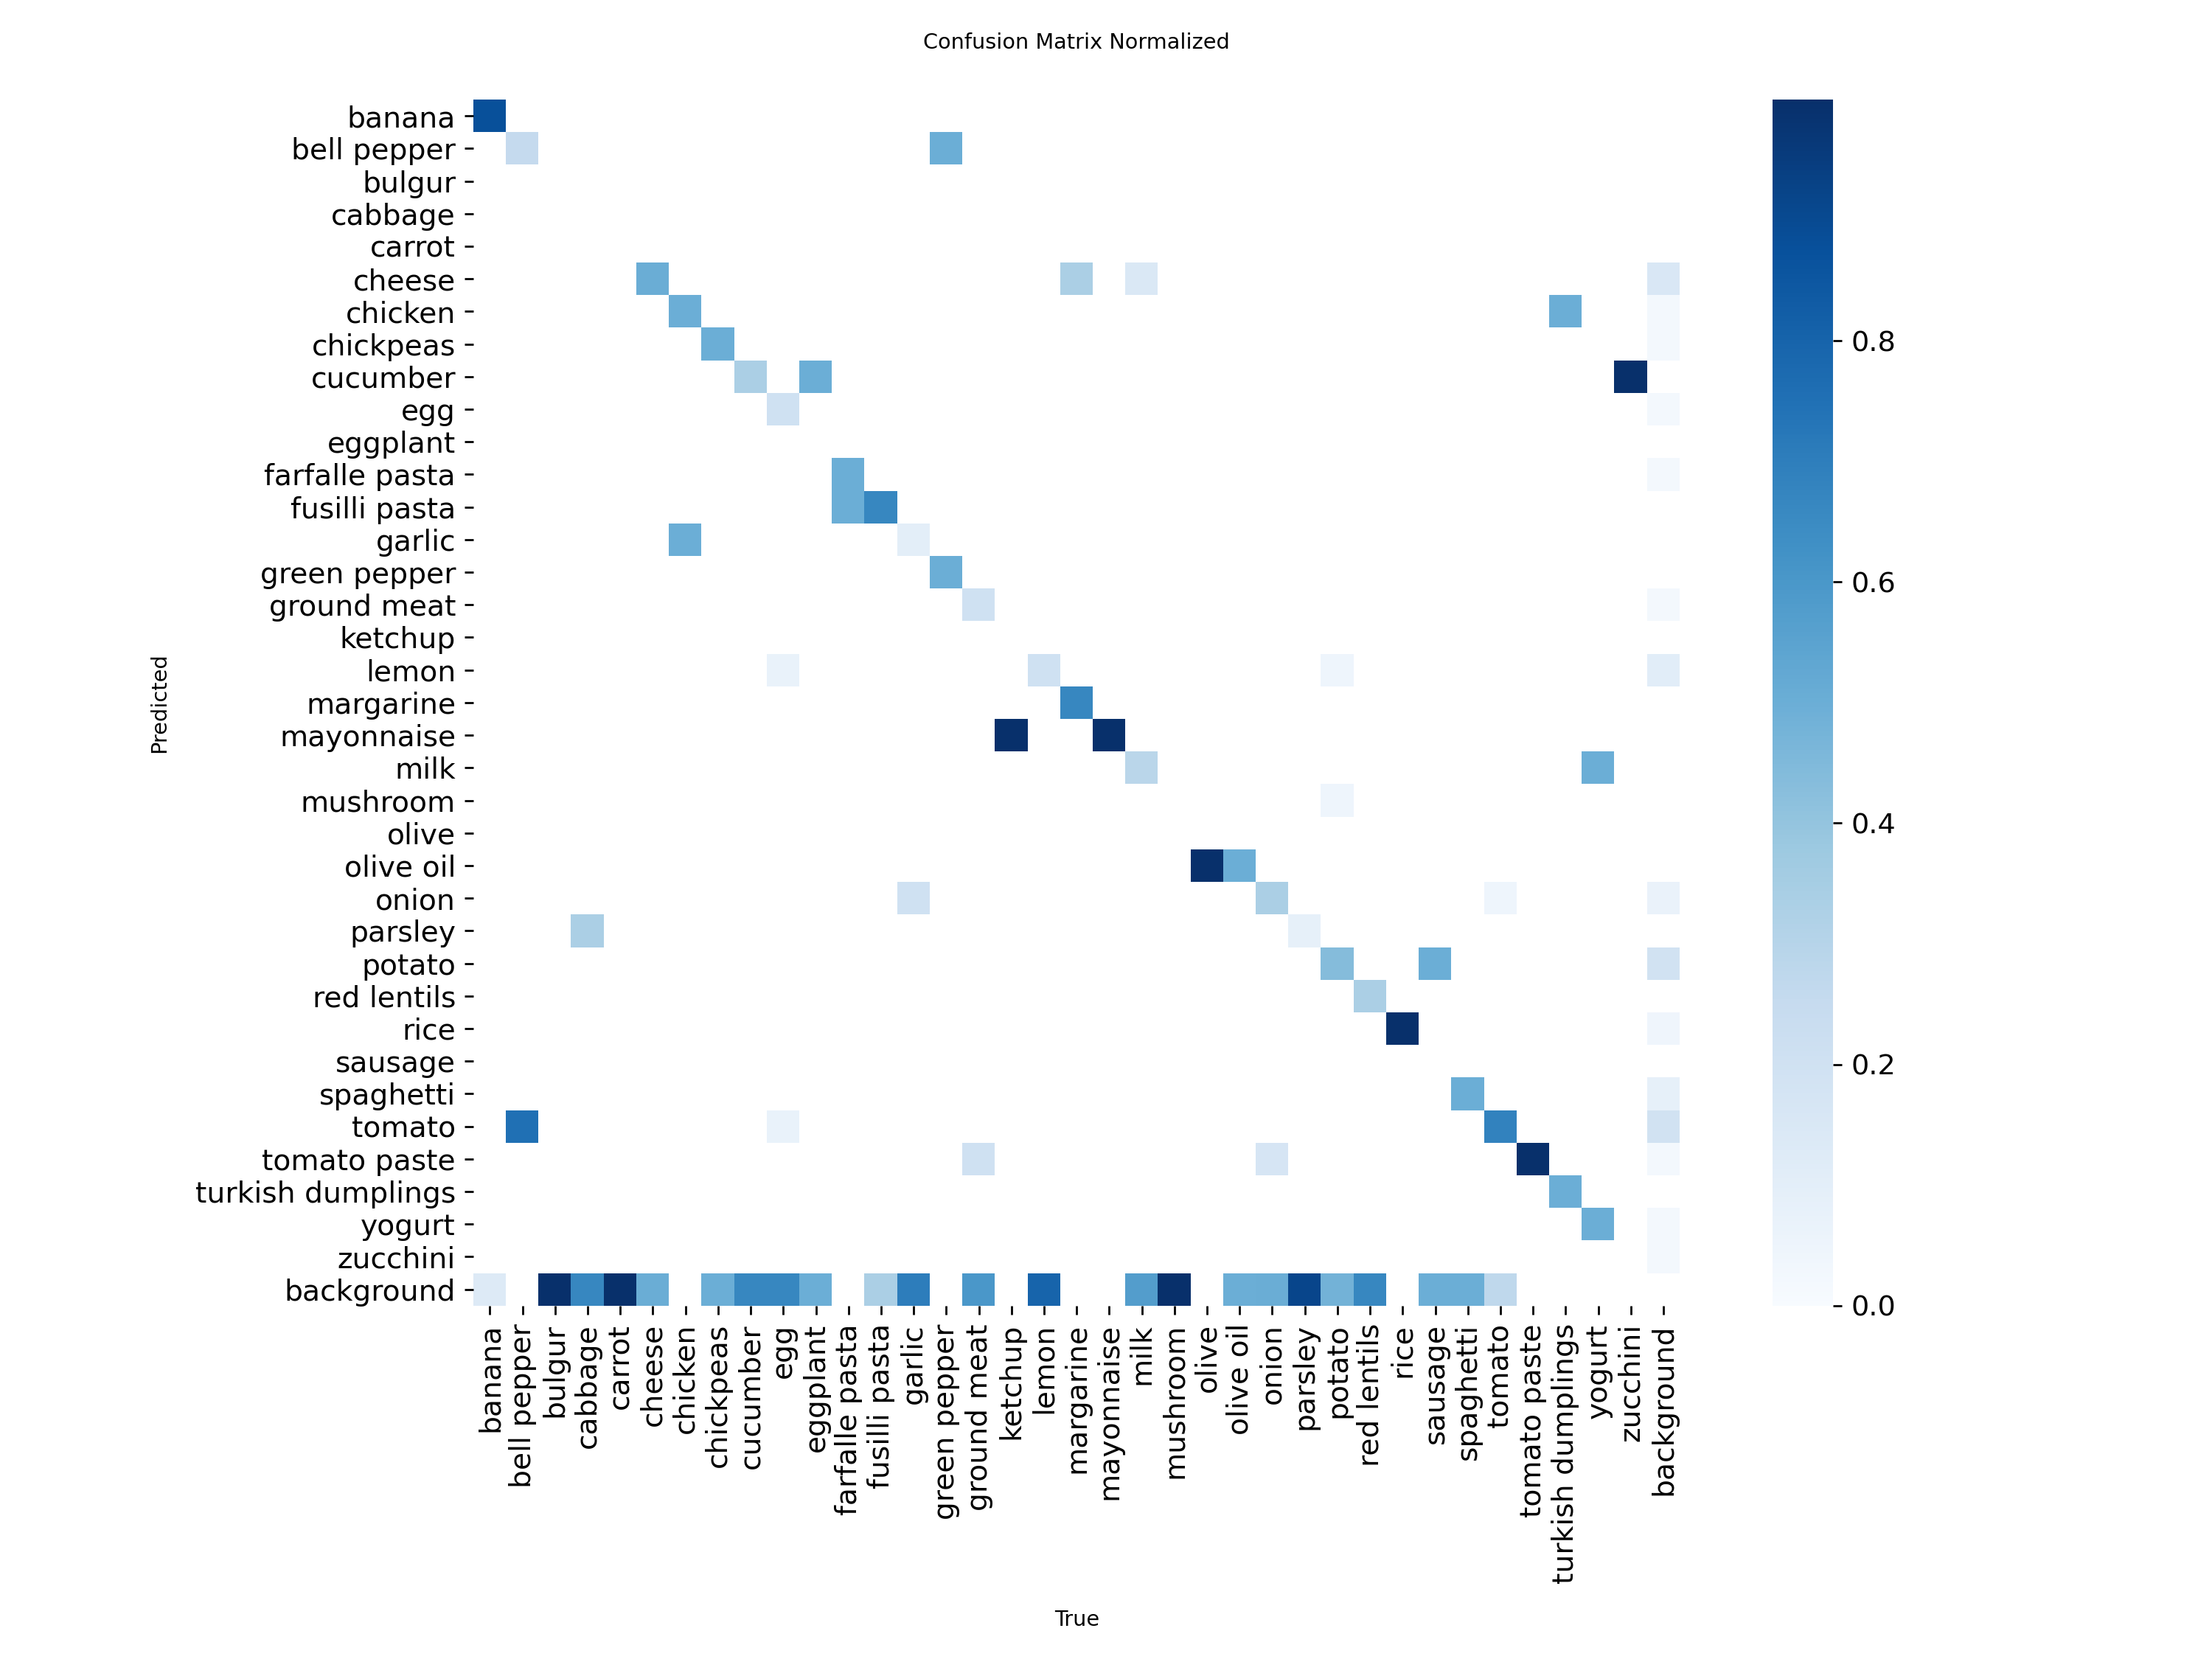 Confusion Matrix Normalized
banana
bell pepper
bulgur
cabbage
carrot
cheese
chicken
chickpeas
cucumber
egg
eggplant
farfalle pasta
fusilli pasta
garlic
green pepper
ground meat
ketchup
lemon
margarine
mayonnaise
milk
mushroom
olive
olive oil
onion
parsley
potato
red lentils
rice
sausage
spaghetti
tomato
tomato paste
turkish dumplings
yogurt
zucchini
background
Predicted
banana
bell pepper
bulgur
cabbage
carrot
cheese
chicken
chickpeas
cucumber
egg
eggplant
farfalle pasta
fusilli pasta
garlic
green pepper
ground meat
ketchup
lemon
margarine
mayonnaise
milk
mushroom
olive
olive oil
onion
parsley
potato
red lentils
rice
sausage
spaghetti
tomato
tomato paste
turkish dumplings
yogurt
zucchini
background
True
0.8
0.6
0.4
0.2
0.0